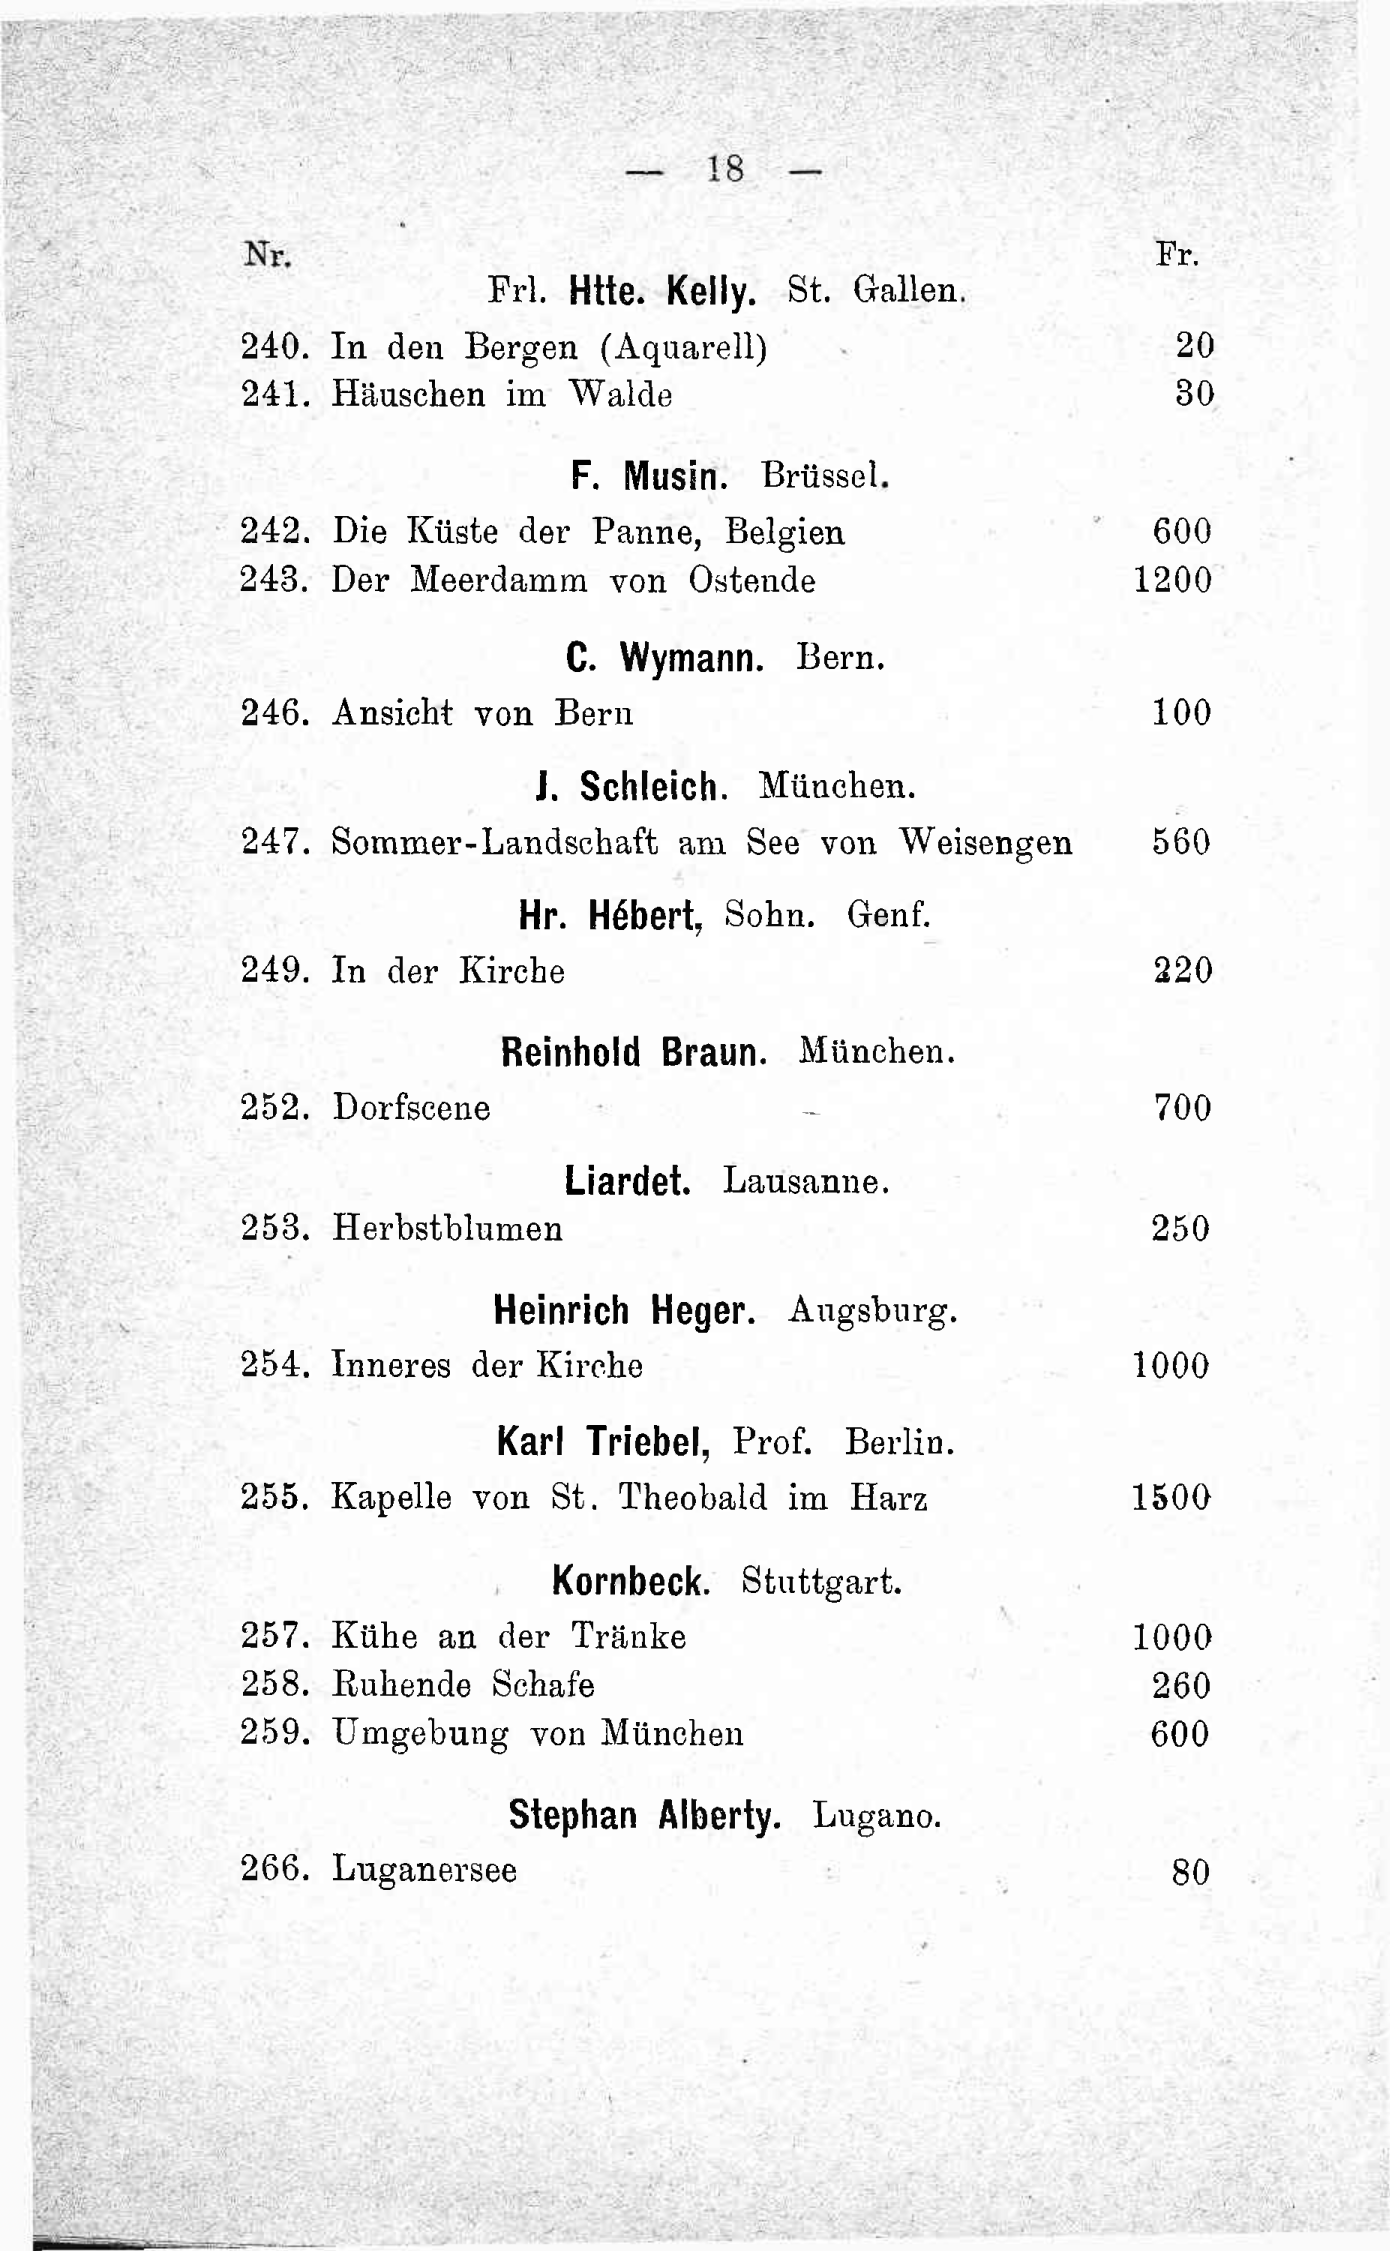 — 18 —
Nr. Fr.
Frl. Htte. Kelly. St. Gallen.
240. In den Bergen (Aquarell) 20
241. Häuschen im Walde 30
F. Musin. Brüssel.
242. Die Küste der Panne, Belgien 600
243. Der Meerdamm von Ostende 1200
C. Wymann. Bern.
246. Ansicht von Bern 100
J. Schleich. München.
247. Sommer-Landschaft am See von Weisengen 560
Hr. Hébert, Sohn. Genf.
249. In der Kirche 220
Reinhold Braun. München.
252. Dorfscene 700
Liardet. Lausanne.
253. Herbstblumen 250
Heinrich Heger. Augsburg.
254. Inneres der Kirche 1000
Karl Triebel, Prof. Berlin.
255. Kapelle von St. Theobald im Harz 1500
Kornbeck. Stuttgart.
257. Kühe an der Tränke 1000
258. Ruhende Schafe 260
259. Umgebung von München 600
Stephan Alberty. Lugano.
266. Luganersee 80